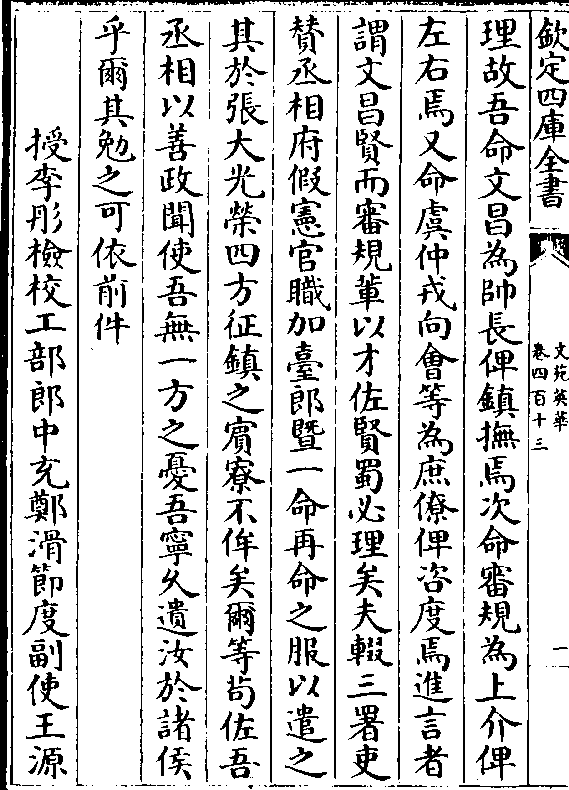 欽定四庫全書
文苑英華
卷四百十三
一
理故吾命文昌為帥長俾鎮撫焉次命審規為上介俾
左右焉又命虞仲戎向會等為庶僚俾咨度焉進言者
謂文昌賢而審規輩以才佐賢蜀必理矣夫輟三署吏
賛丞相府假憲官職加臺郎暨一命再命之服以遣之
其於張大光榮四方征鎮之賓寮不侔矣爾等茍佐吾
丞相以善政聞使吾無一方之憂吾寧久遺汝於諸侯
乎爾其勉之可依前件
授李彤檢校工部郎中充鄭滑節度副使王源